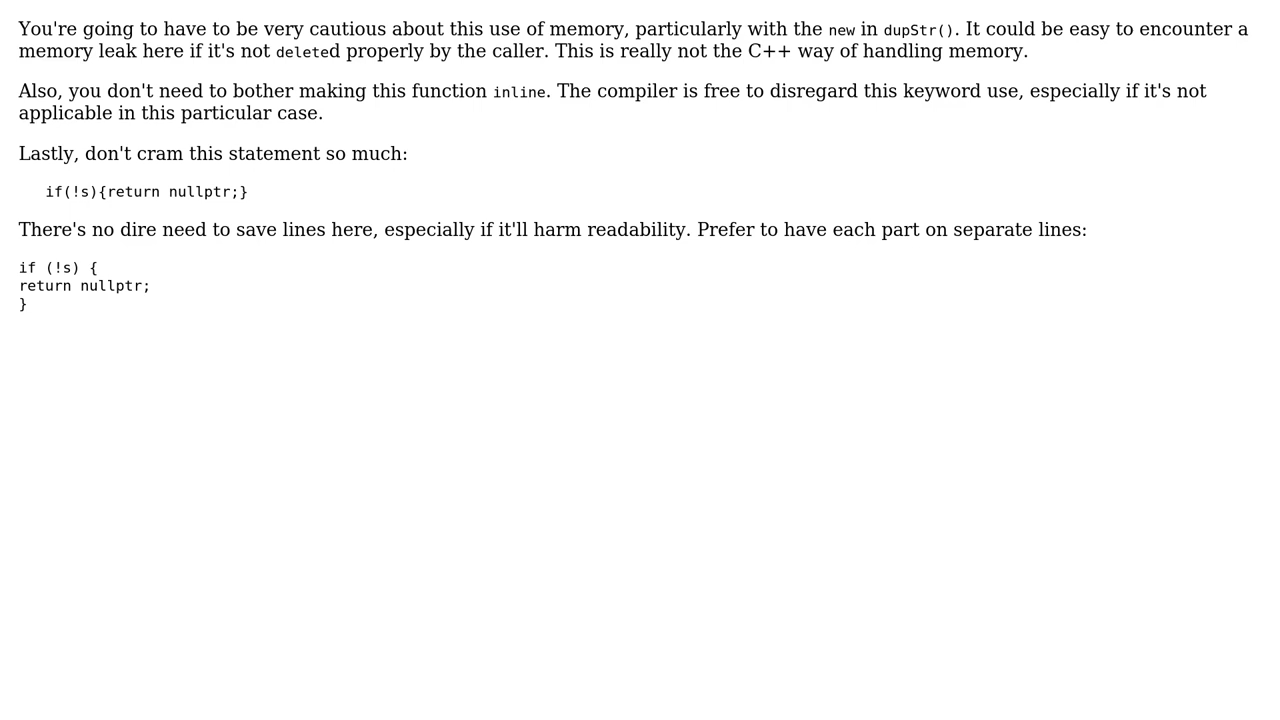 You're going to have to be very cautious about this use of memory, particularly with the new in dupStr(). It could be easy to encounter a
memory leak here if it's not deleted properly by the caller. This is really not the C++ way of handling memory.
Also, you don't need to bother making this function inline. The compiler is free to disregard this keyword use, especially if it's not
applicable in this particular case.
Lastly, don't cram this statement so much:
if(!s){return nullptr;}
There's no dire need to save lines here, especially if it'll harm readability. Prefer to have each part on separate lines:
if (!s) {
return nullptr;
}